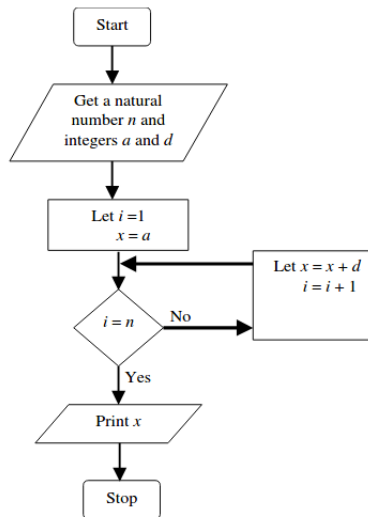 Start
Get a natural
number n and
integers a and d
Let i =1
x = a
Let x = x + d
i = i + 1
i = n
No
Yes
Print x
Stop